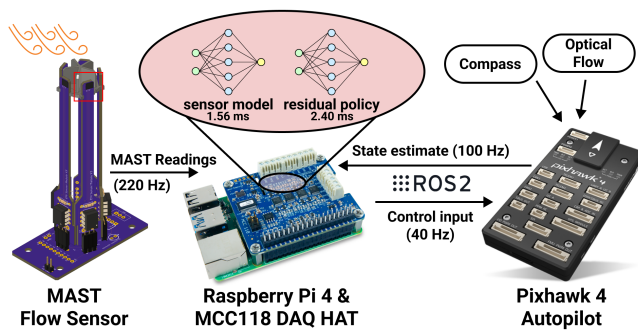 sensor model
1.56 ms
residual policy
2.40 ms
Compass
Optical
Flow
MAST Readings
(220 Hz)
State estimate (100 Hz)
ROS2
Control input
(40 Hz)
pixhawk4
MAST
Flow Sensor
Raspberry Pi 4 &
MCC118 DAQ HAT
Pixhawk 4
Autopilot